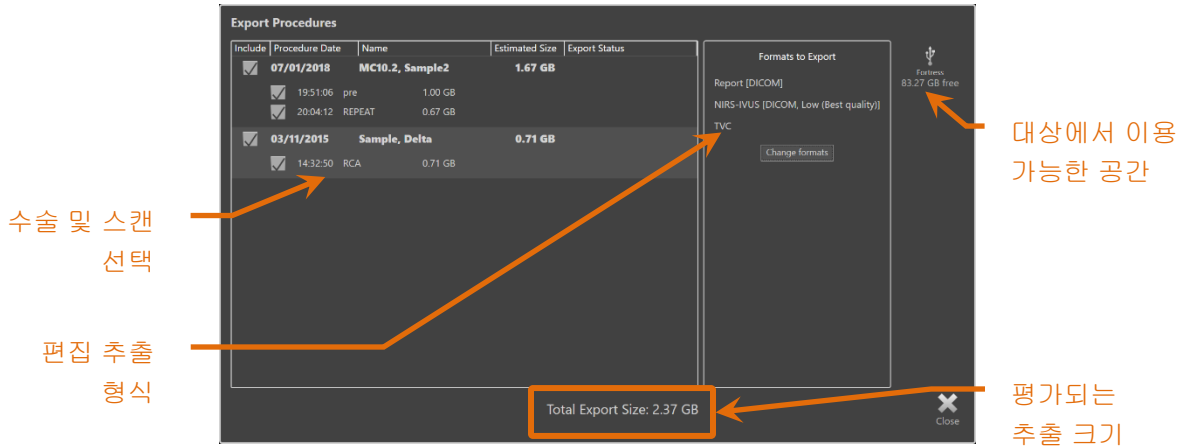 Export Procedures
Include Procedure Date Name Estimated Size Export Status
07/01/2018 MC10.2, Sample2 1.67 GB
19:51:06 pre 1.00 GB
20:04:12 REPEAT 0.67 GB
03/11/2015 Sample, Delta 0.71 GB
14:32:50 RCA 0.71 GB
Formats to Export
Report [DICOM]
NIRS-IVUS [DICOM, Low (Best quality)]
TVC
Change formats
Fortress
83.27 GB free
대상에서 이용
가능한 공간
수술 및 스캔
선택
편집 추출
형식
Total Export Size: 2.37 GB
Close
평가되는
추출 크기